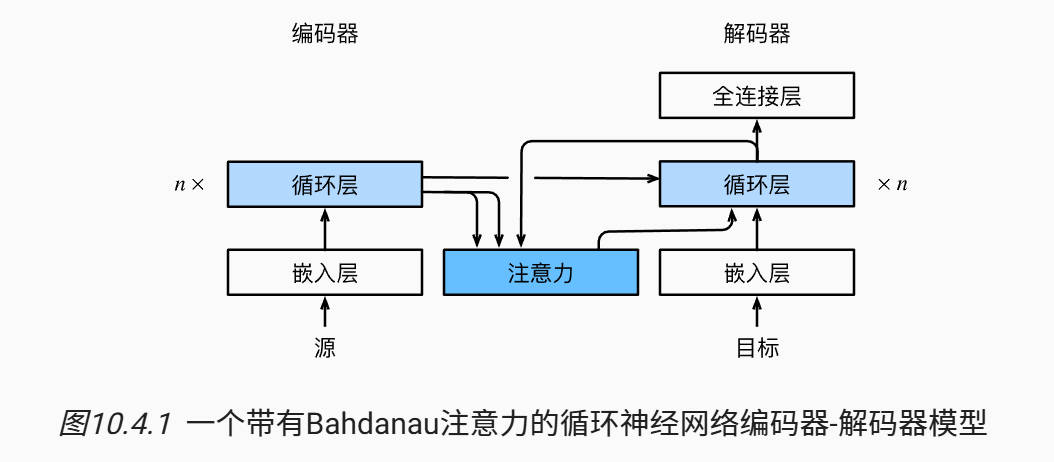 编码器
解码器
全连接层
n ×
循环层
循环层
× n
嵌入层
注意力
嵌入层
源
目标
图10.4.1 一个带有Bahdanau注意力的循环神经网络编码器-解码器模型